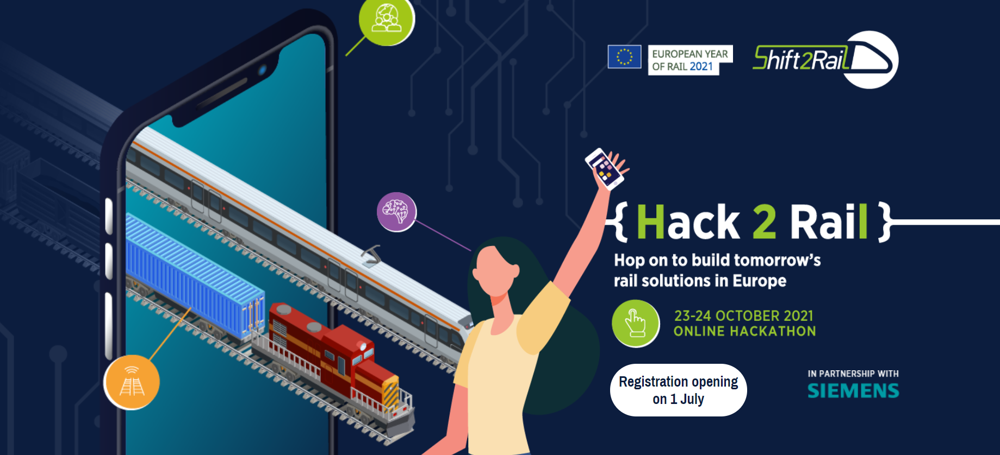 EUROPEAN YEAR
OF RAIL 2021
Shift2Rail
{ Hack 2 Rail }
Hop on to build tomorrow’s
rail solutions in Europe
23-24 OCTOBER 2021
ONLINE HACKATHON
Registration opening
on 1 July
IN PARTNERSHIP WITH
SIEMENS